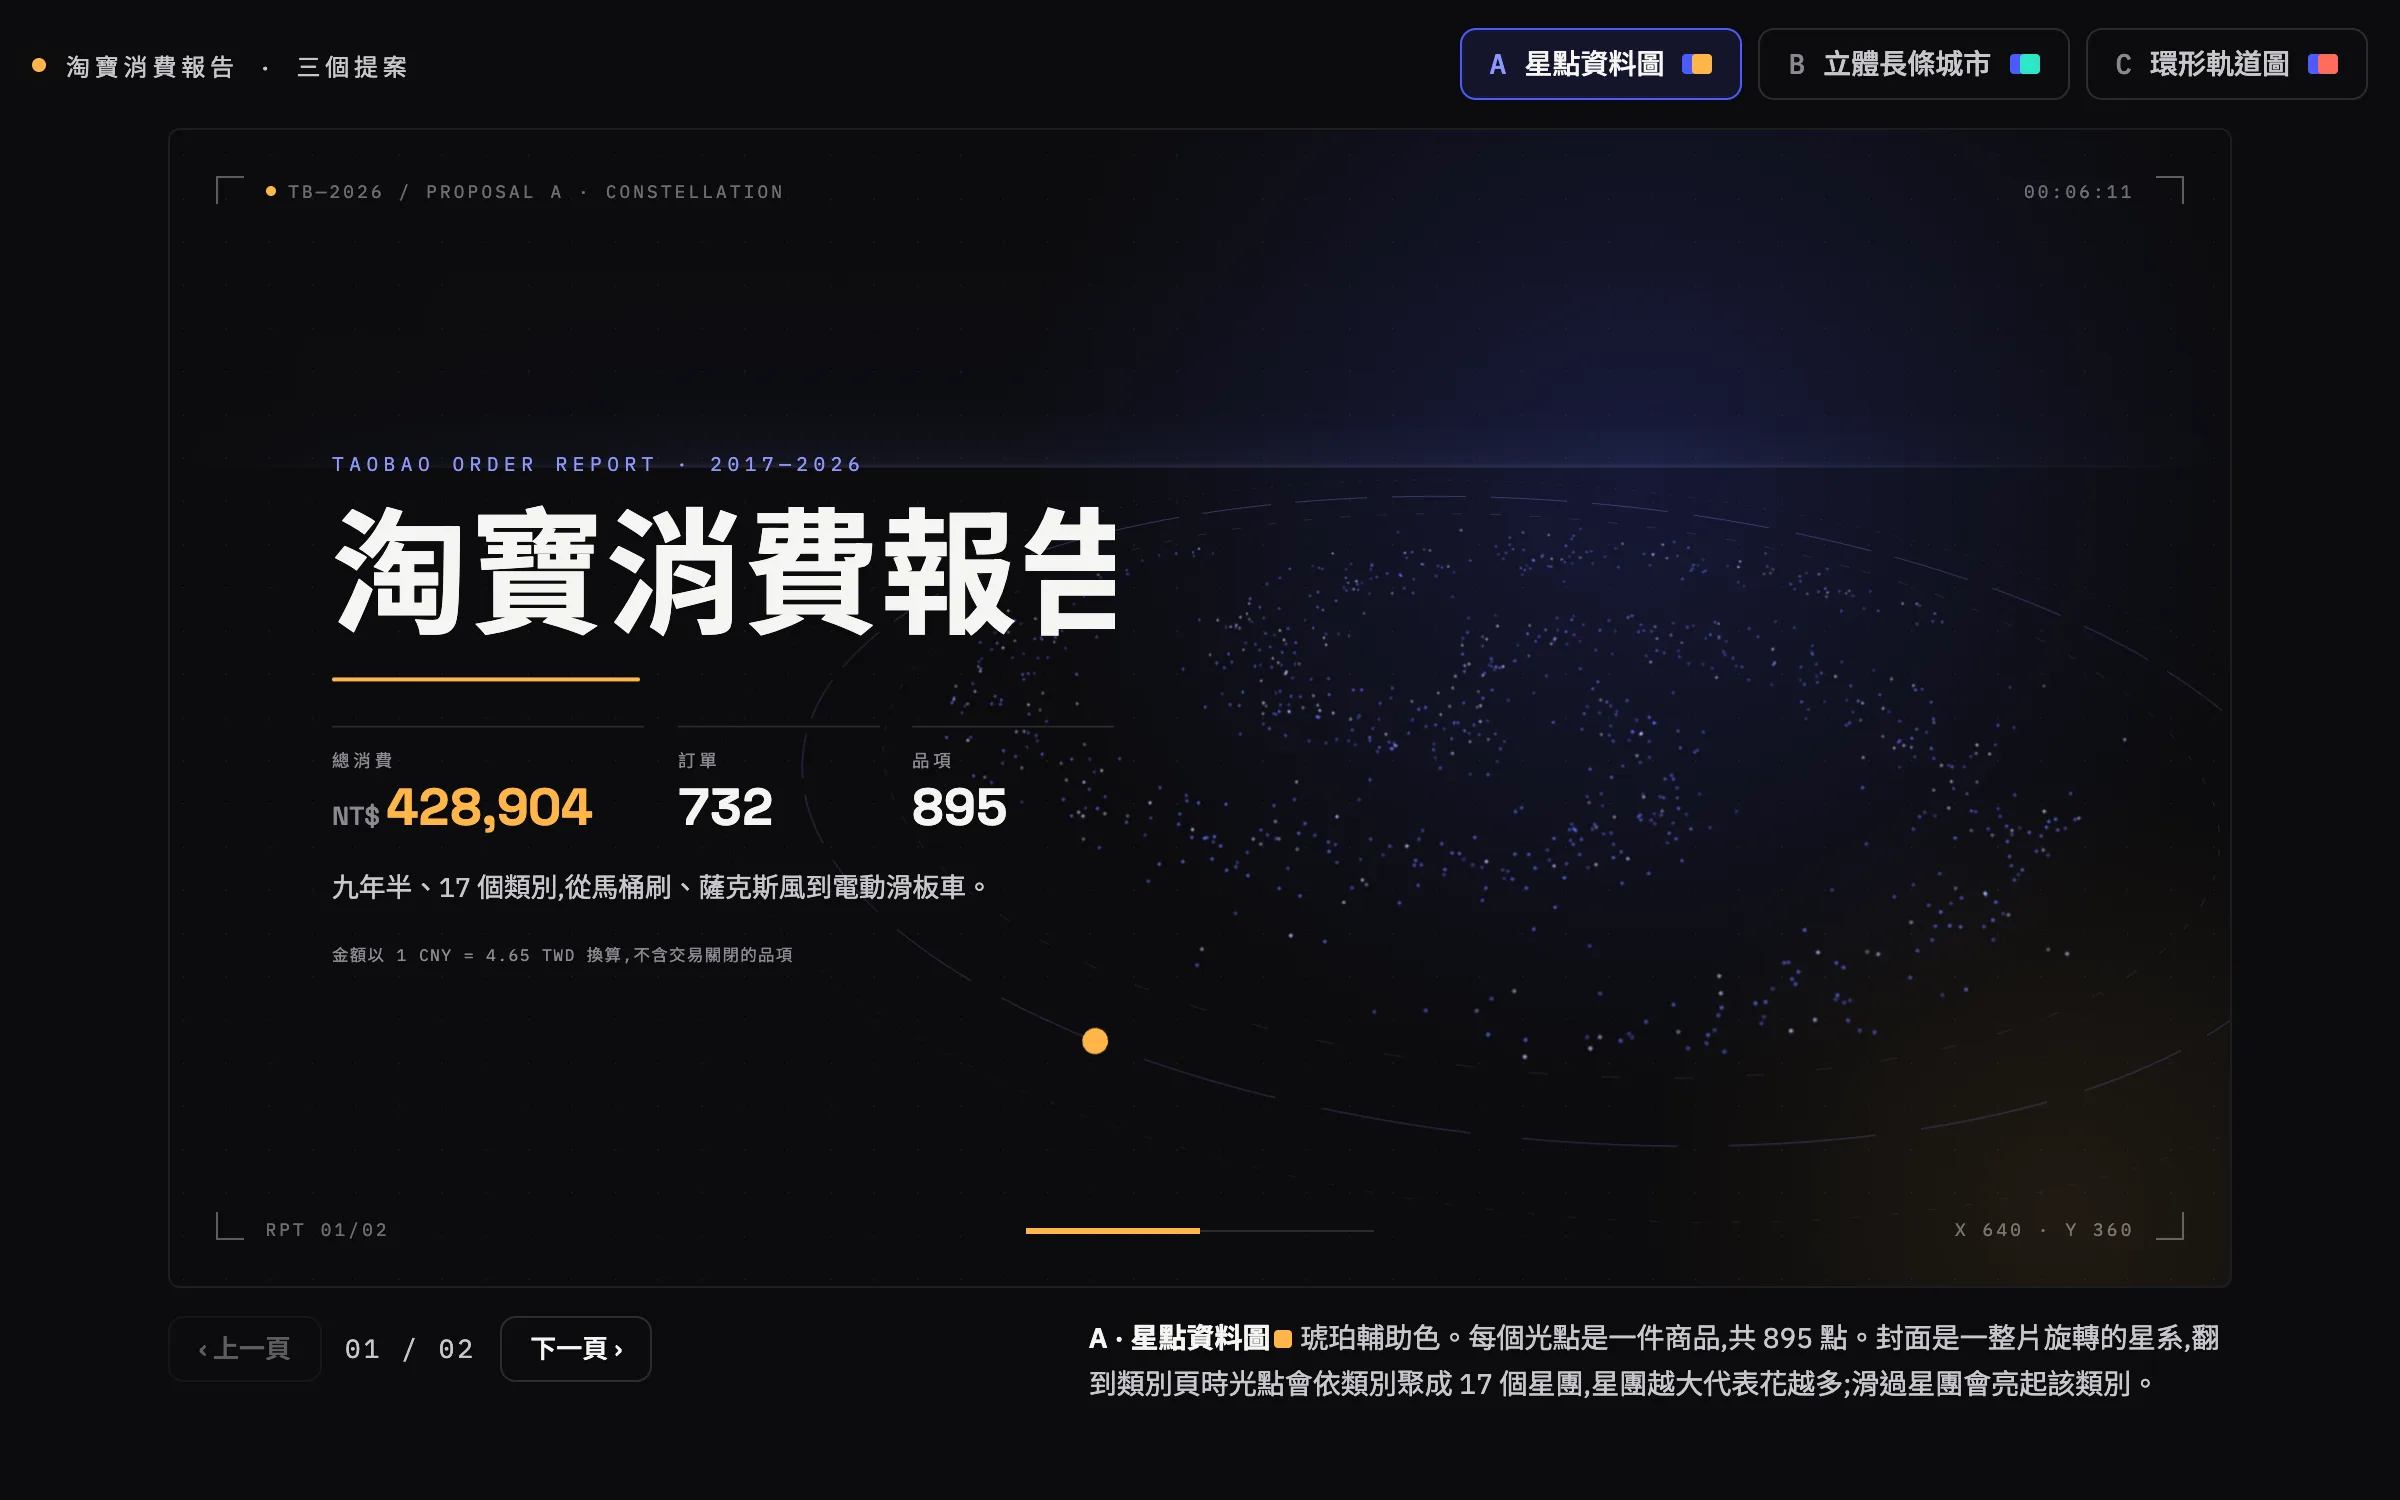 淘寶消費報告 · 三個提案
A 星點資料圖
B 立體長條城市
C 環形軌道圖
TB—2026 / PROPOSAL A · CONSTELLATION
00:06:11
TAOBAO ORDER REPORT · 2017—2026
淘寶消費報告
總消費
NT$ 428,904
訂單
732
品項
895
九年半、17 個類別,從馬桶刷、薩克斯風到電動滑板車。
金額以 1 CNY = 4.65 TWD 換算,不含交易關閉的品項
RPT 01/02
X 640 · Y 360
‹ 上一頁
01 / 02
下一頁 ›
A · 星點資料圖 琥珀輔助色。每個光點是一件商品,共 895 點。封面是一整片旋轉的星系,翻
到類別頁時光點會依類別聚成 17 個星團,星團越大代表花越多;滑過星團會亮起該類別。